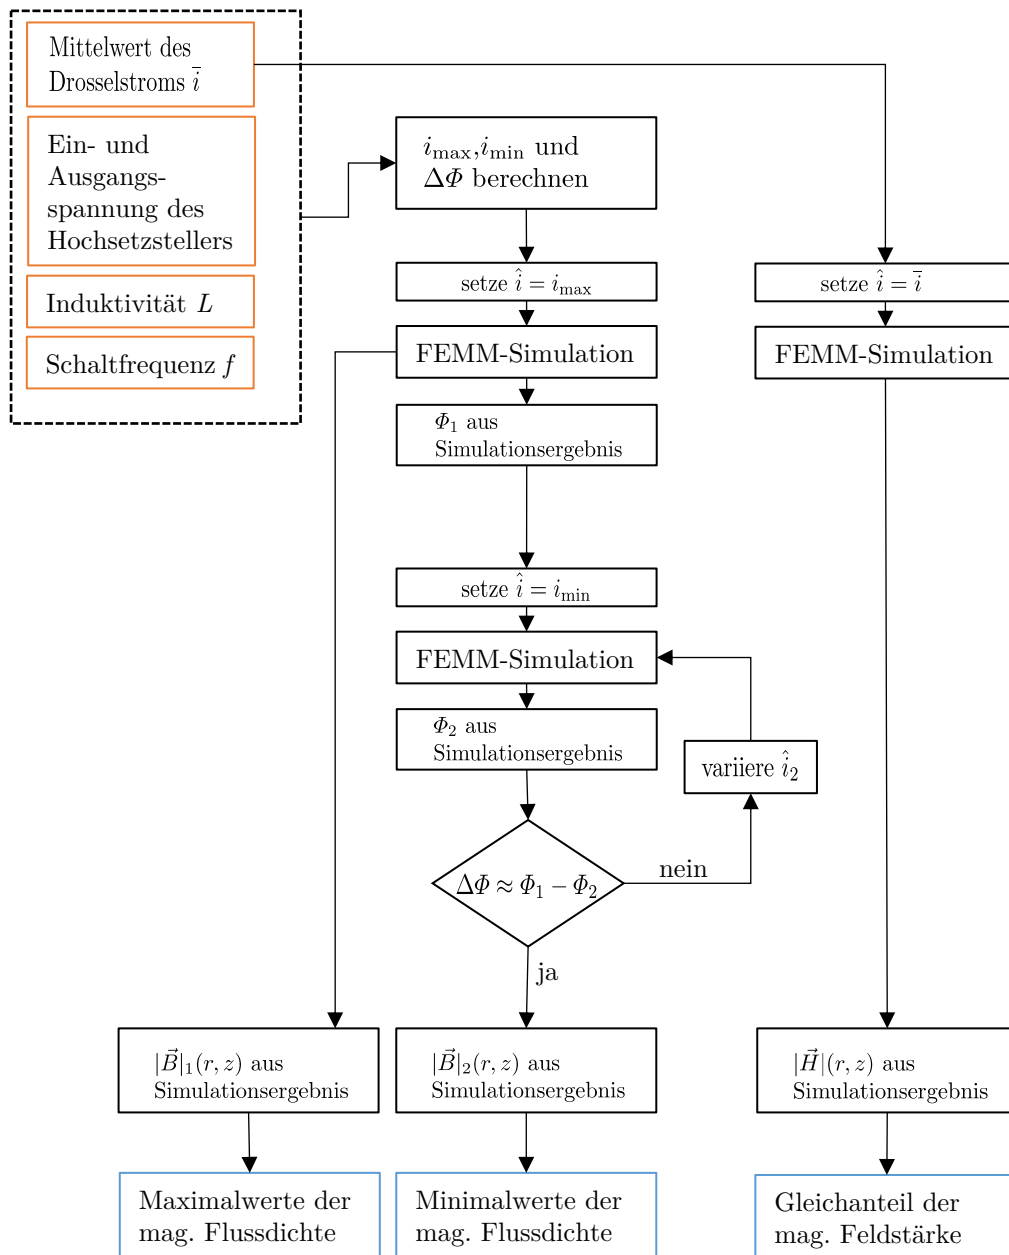 Mittelwert des
Drosselstroms i̅
Ein- und
Ausgangs-
spannung des
Hochsetzstellers
Induktivität L
Schaltfrequenz f
i_max,i_min und
ΔΦ berechnen
setze î = i_max
FEMM-Simulation
Φ₁ aus
Simulationsergebnis
setze î = i_min
FEMM-Simulation
Φ₂ aus
Simulationsergebnis
variiere î₂
ΔΦ ≈ Φ₁ − Φ₂
nein
ja
setze î = i̅
FEMM-Simulation
|B⃗|₁(r, z) aus
Simulationsergebnis
|B⃗|₂(r, z) aus
Simulationsergebnis
|H⃗|(r, z) aus
Simulationsergebnis
Maximalwerte der
mag. Flussdichte
Minimalwerte der
mag. Flussdichte
Gleichanteil der
mag. Feldstärke